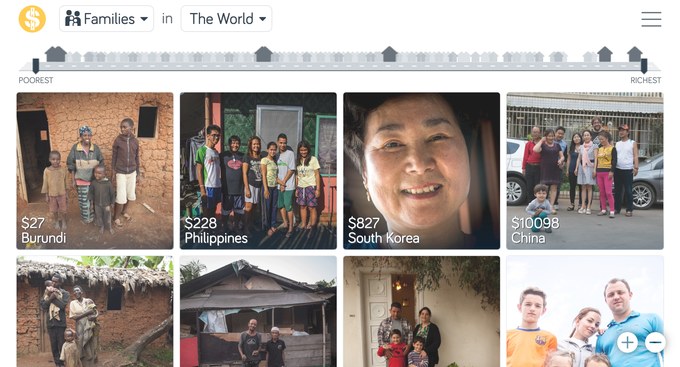 $
Families
in
The World
POOREST
RICHEST
$27
Burundi
$228
Philippines
$827
South Korea
$10098
China